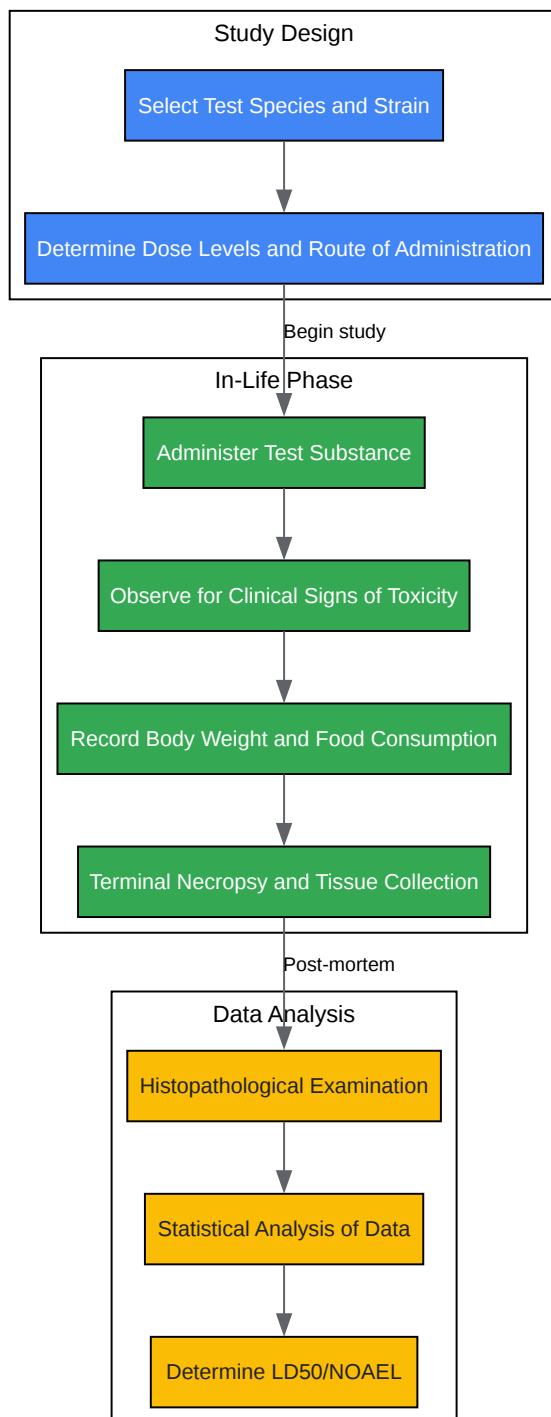 Study Design
Select Test Species and Strain
Determine Dose Levels and Route of Administration
Begin study
In-Life Phase
Administer Test Substance
Observe for Clinical Signs of Toxicity
Record Body Weight and Food Consumption
Terminal Necropsy and Tissue Collection
Post-mortem
Data Analysis
Histopathological Examination
Statistical Analysis of Data
Determine LD50/NOAEL